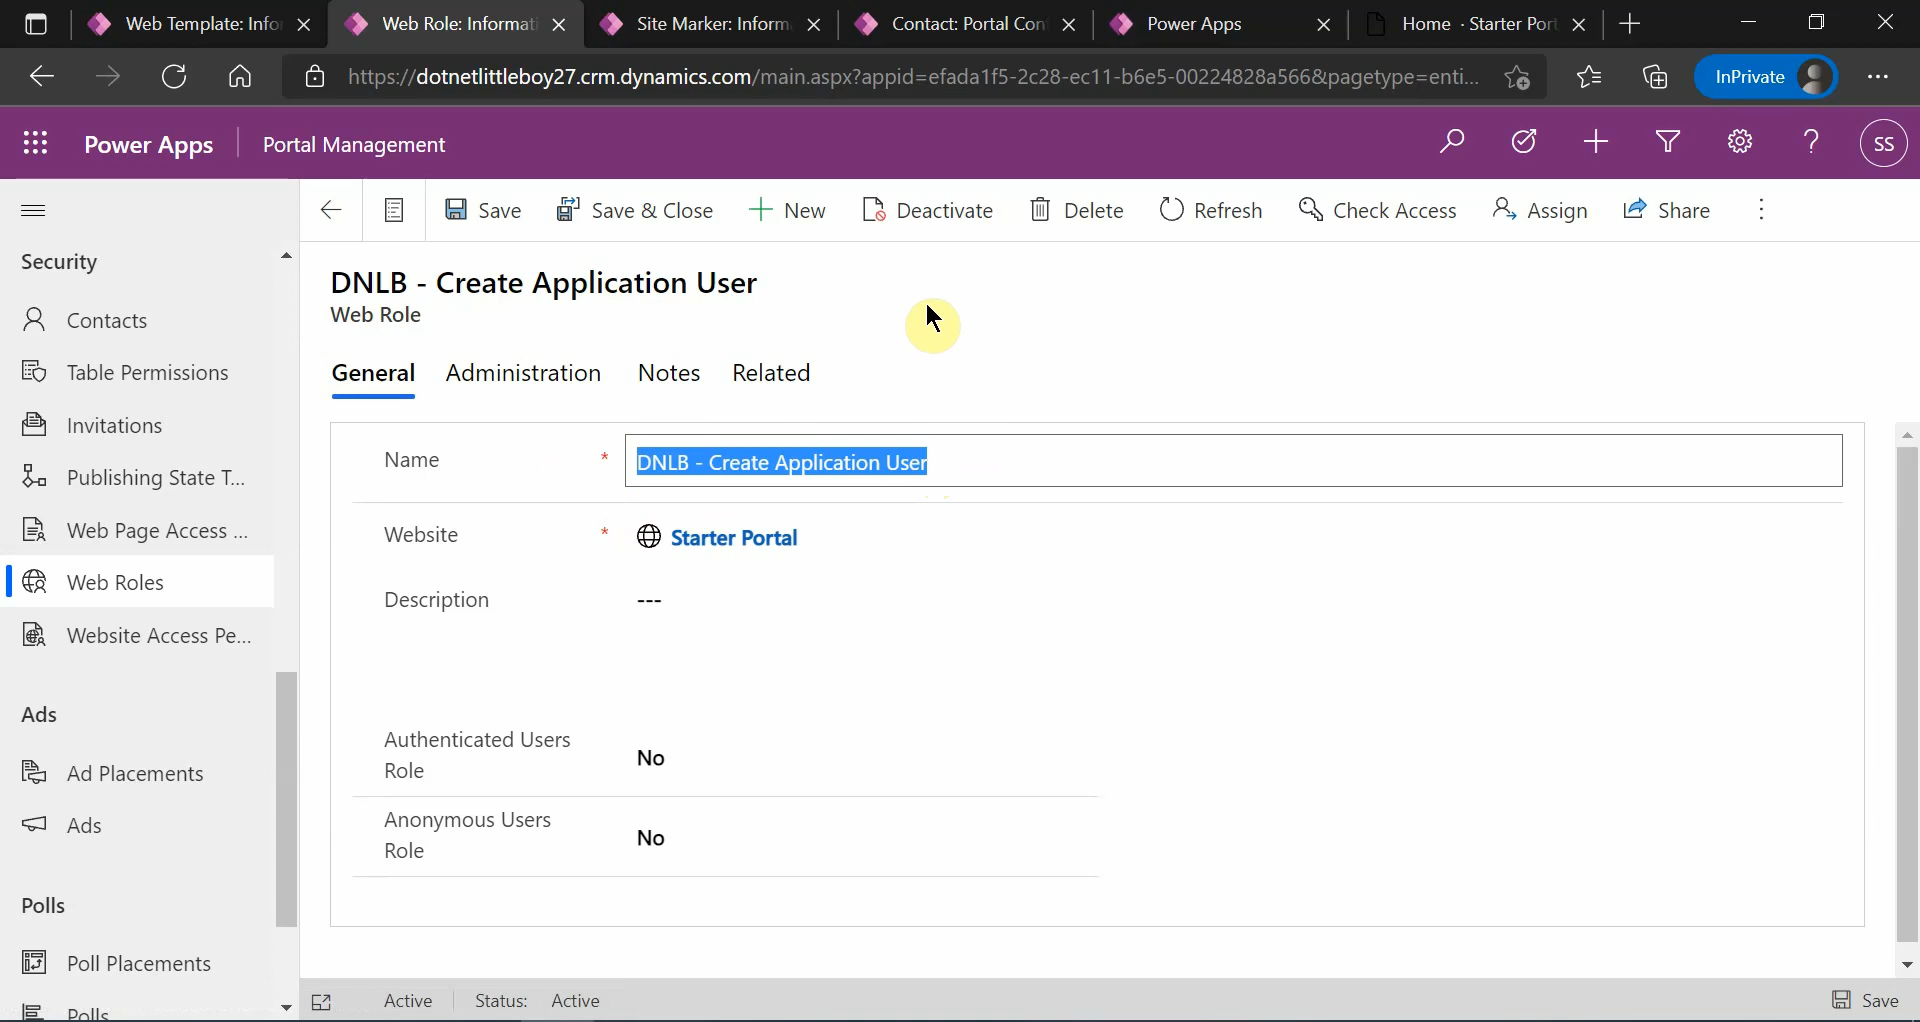 Web Template: Info
Web Role: Informati
Site Marker: Inform
Contact: Portal Con
Power Apps
Home · Starter Port
https://dotnetlittleboy27.crm.dynamics.com/main.aspx?appid=efada1f5-2c28-ec11-b6e5-00224828a566&pagetype=enti...
InPrivate
Power Apps
Portal Management
SS
Save
Save & Close
New
Deactivate
Delete
Refresh
Check Access
Assign
Share
Security
Contacts
Table Permissions
Invitations
Publishing State T...
Web Page Access ...
Web Roles
Website Access Pe...
Ads
Ad Placements
Ads
Polls
Poll Placements
Polls
DNLB - Create Application User
Web Role
General
Administration
Notes
Related
Name * DNLB - Create Application User
Website * Starter Portal
Description ---
Authenticated Users
Role
No
Anonymous Users
Role
No
Active
Status: Active
Save